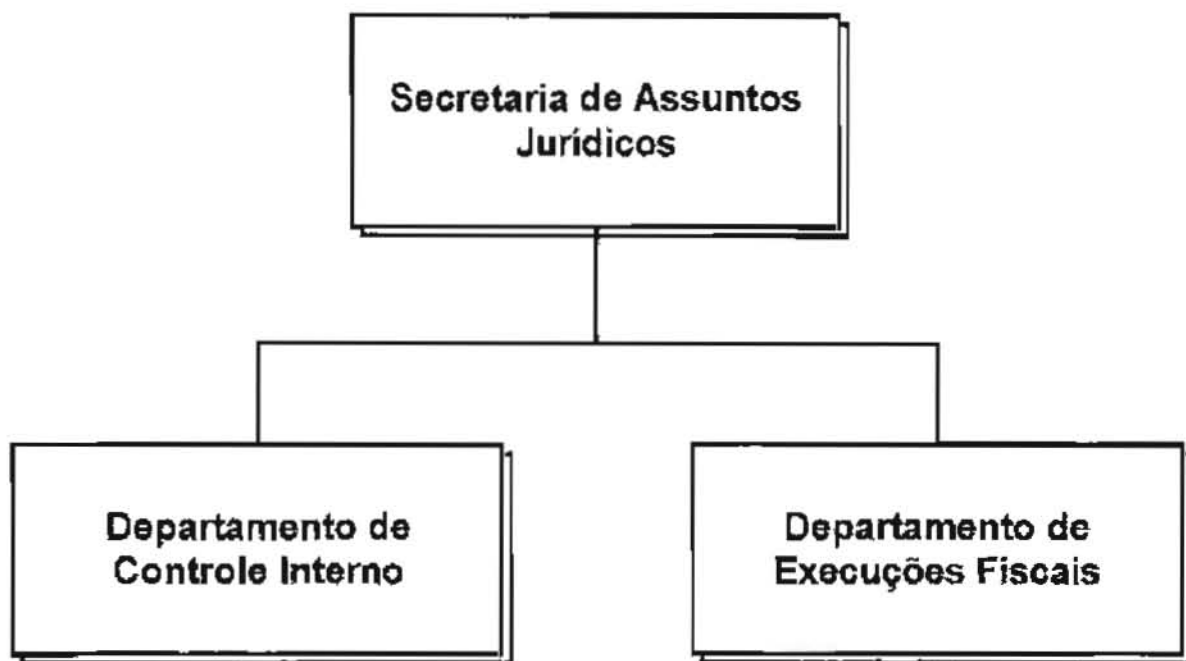 Secretaria de Assuntos
Jurídicos
Departamento de
Controle Interno
Departamento de
Execuções Fiscais